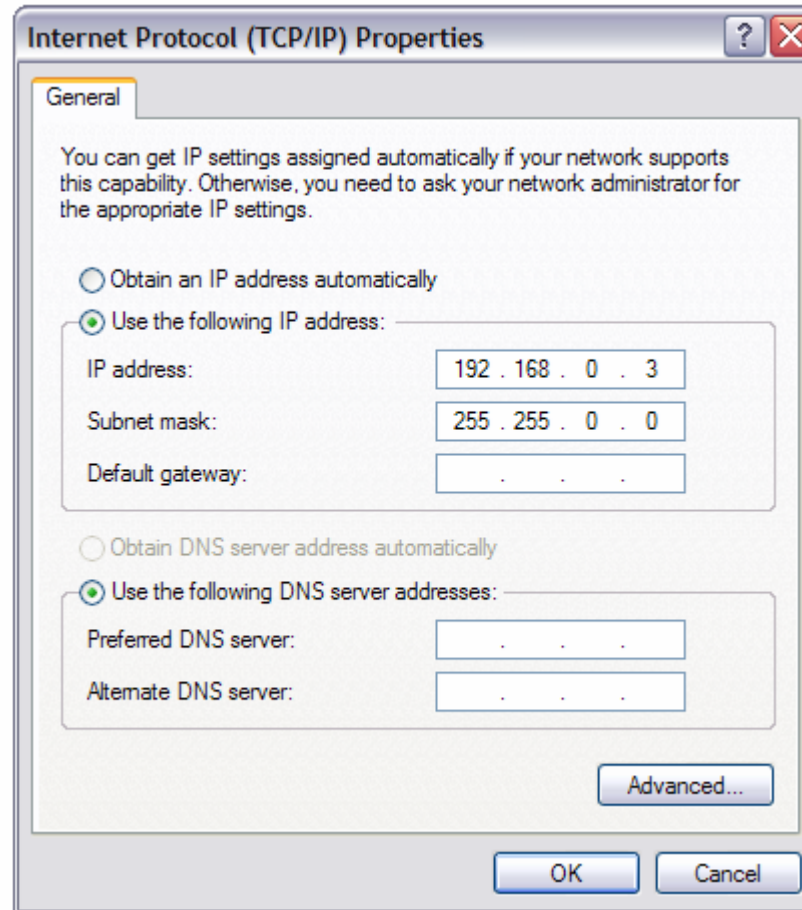 Internet Protocol (TCP/IP) Properties
General
You can get IP settings assigned automatically if your network supports
this capability. Otherwise, you need to ask your network administrator for
the appropriate IP settings.
Obtain an IP address automatically
Use the following IP address:
IP address: 192 . 168 . 0 . 3
Subnet mask: 255 . 255 . 0 . 0
Default gateway: . . .
Obtain DNS server address automatically
Use the following DNS server addresses:
Preferred DNS server: . . .
Alternate DNS server: . . .
Advanced...
OK Cancel